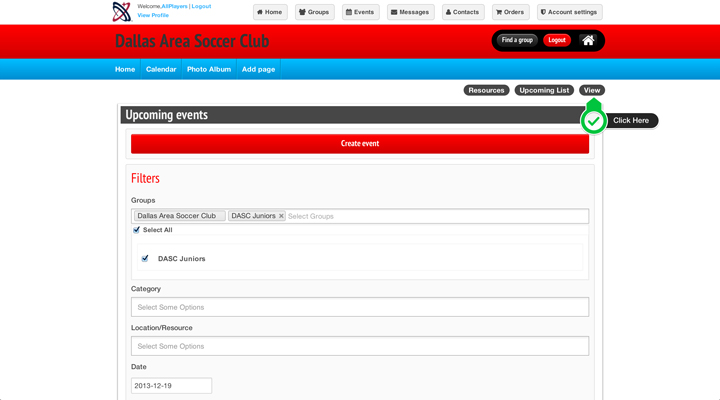 Welcome,AllPlayers | Logout
View Profile
Home
Groups
Events
Messages
Contacts
Orders
Account settings
Dallas Area Soccer Club
Find a group
Logout
Home
Calendar
Photo Album
Add page
Resources
Upcoming List
View
Click Here
Upcoming events
Create event
Filters
Groups
Dallas Area Soccer Club
DASC Juniors
Select Groups
Select All
DASC Juniors
Category
Select Some Options
Location/Resource
Select Some Options
Date
2013-12-19